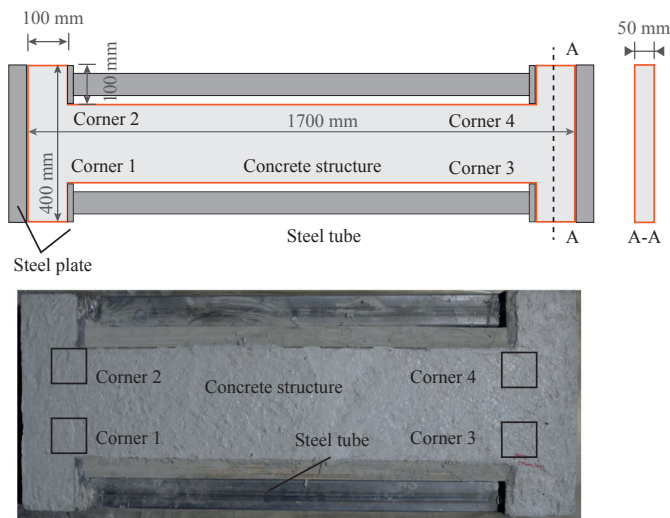 100 mm
50 mm
A
100 mm
Corner 2
1700 mm
Corner 4
400 mm
Corner 1
Concrete structure
Corner 3
Steel tube
A
A-A
Steel plate
Corner 2
Concrete structure
Corner 4
Corner 1
Steel tube
Corner 3